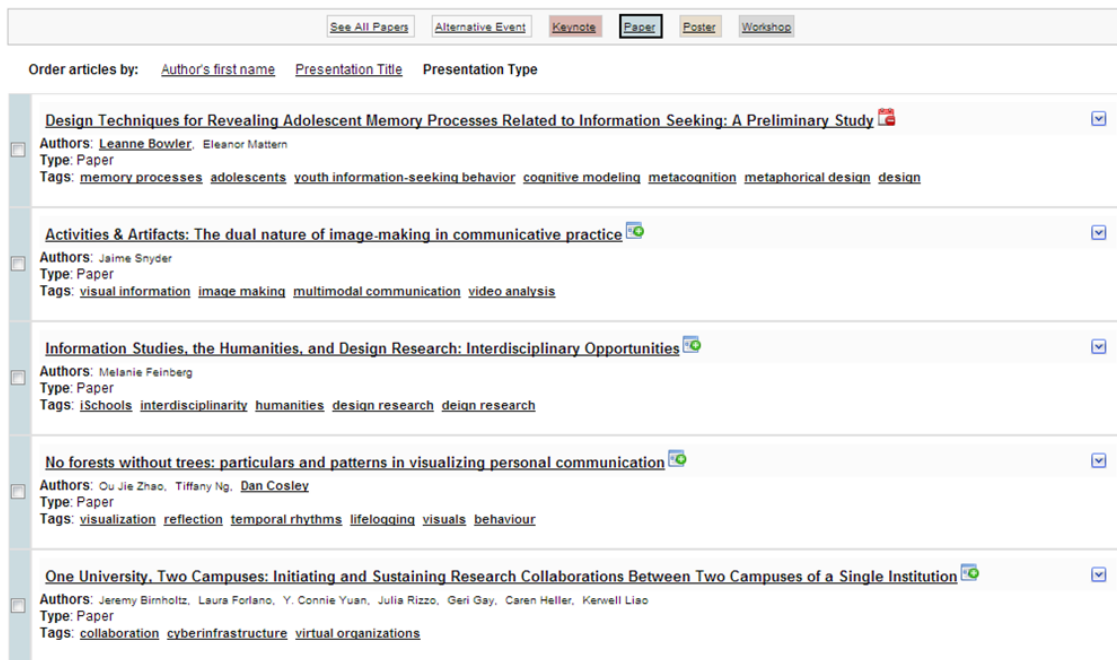 See All Papers Alternative Event Keynote Paper Poster Workshop
Order articles by: Author's first name Presentation Title Presentation Type
Design Techniques for Revealing Adolescent Memory Processes Related to Information Seeking: A Preliminary Study
Authors: Leanne Bowler, Eleanor Mattern
Type: Paper
Tags: memory processes adolescents youth information-seeking behavior cognitive modeling metacognition metaphorical design design
Activities & Artifacts: The dual nature of image-making in communicative practice
Authors: Jaime Snyder
Type: Paper
Tags: visual information image making multimodal communication video analysis
Information Studies, the Humanities, and Design Research: Interdisciplinary Opportunities
Authors: Melanie Feinberg
Type: Paper
Tags: iSchools interdisciplinarity humanities design research deign research
No forests without trees: particulars and patterns in visualizing personal communication
Authors: Ou Jie Zhao, Tiffany Ng, Dan Cosley
Type: Paper
Tags: visualization reflection temporal rhythms lifelogging visuals behaviour
One University, Two Campuses: Initiating and Sustaining Research Collaborations Between Two Campuses of a Single Institution
Authors: Jeremy Birnholtz, Laura Forlano, Y. Connie Yuan, Julia Rizzo, Geri Gay, Caren Heller, Kerwell Liao
Type: Paper
Tags: collaboration cyberinfrastructure virtual organizations